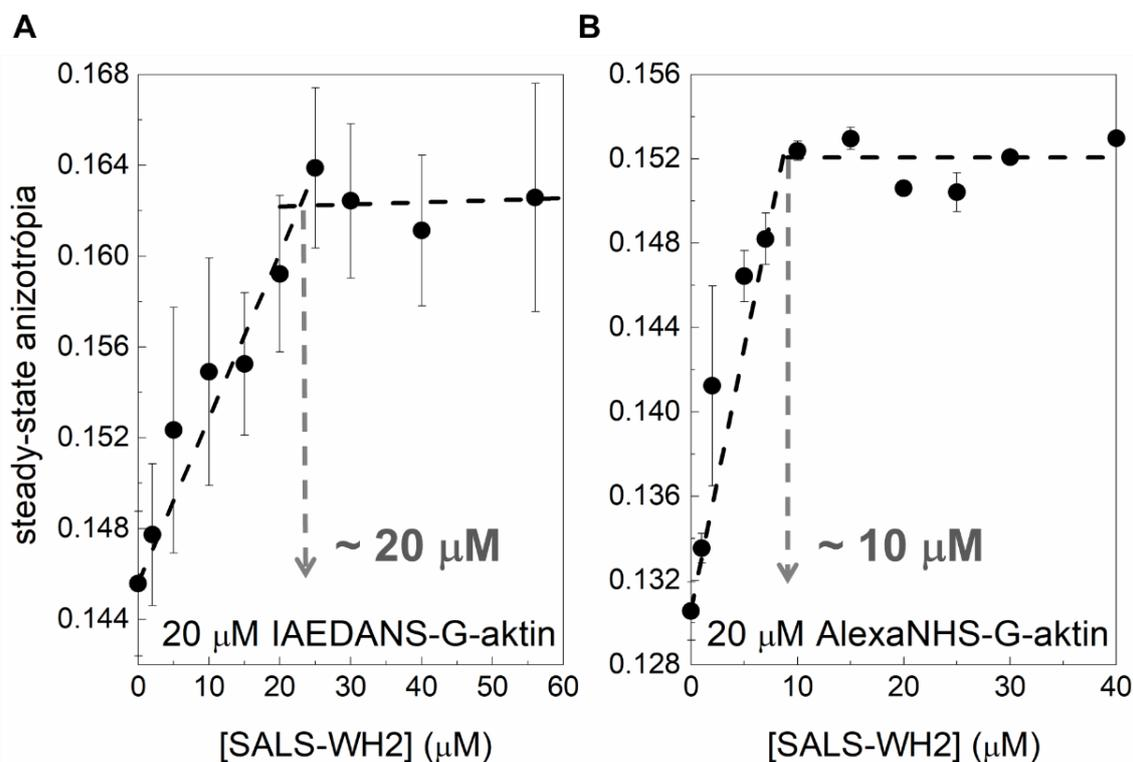 A
B
steady-state anizotrópia
0.168
0.164
0.160
0.156
0.152
0.148
0.144
~ 20 μM
20 μM IAEDANS-G-aktin
0 10 20 30 40 50 60
[SALS-WH2] (μM)
0.156
0.152
0.148
0.144
0.140
0.136
0.132
0.128
~ 10 μM
20 μM AlexaNHS-G-aktin
0 10 20 30 40
[SALS-WH2] (μM)